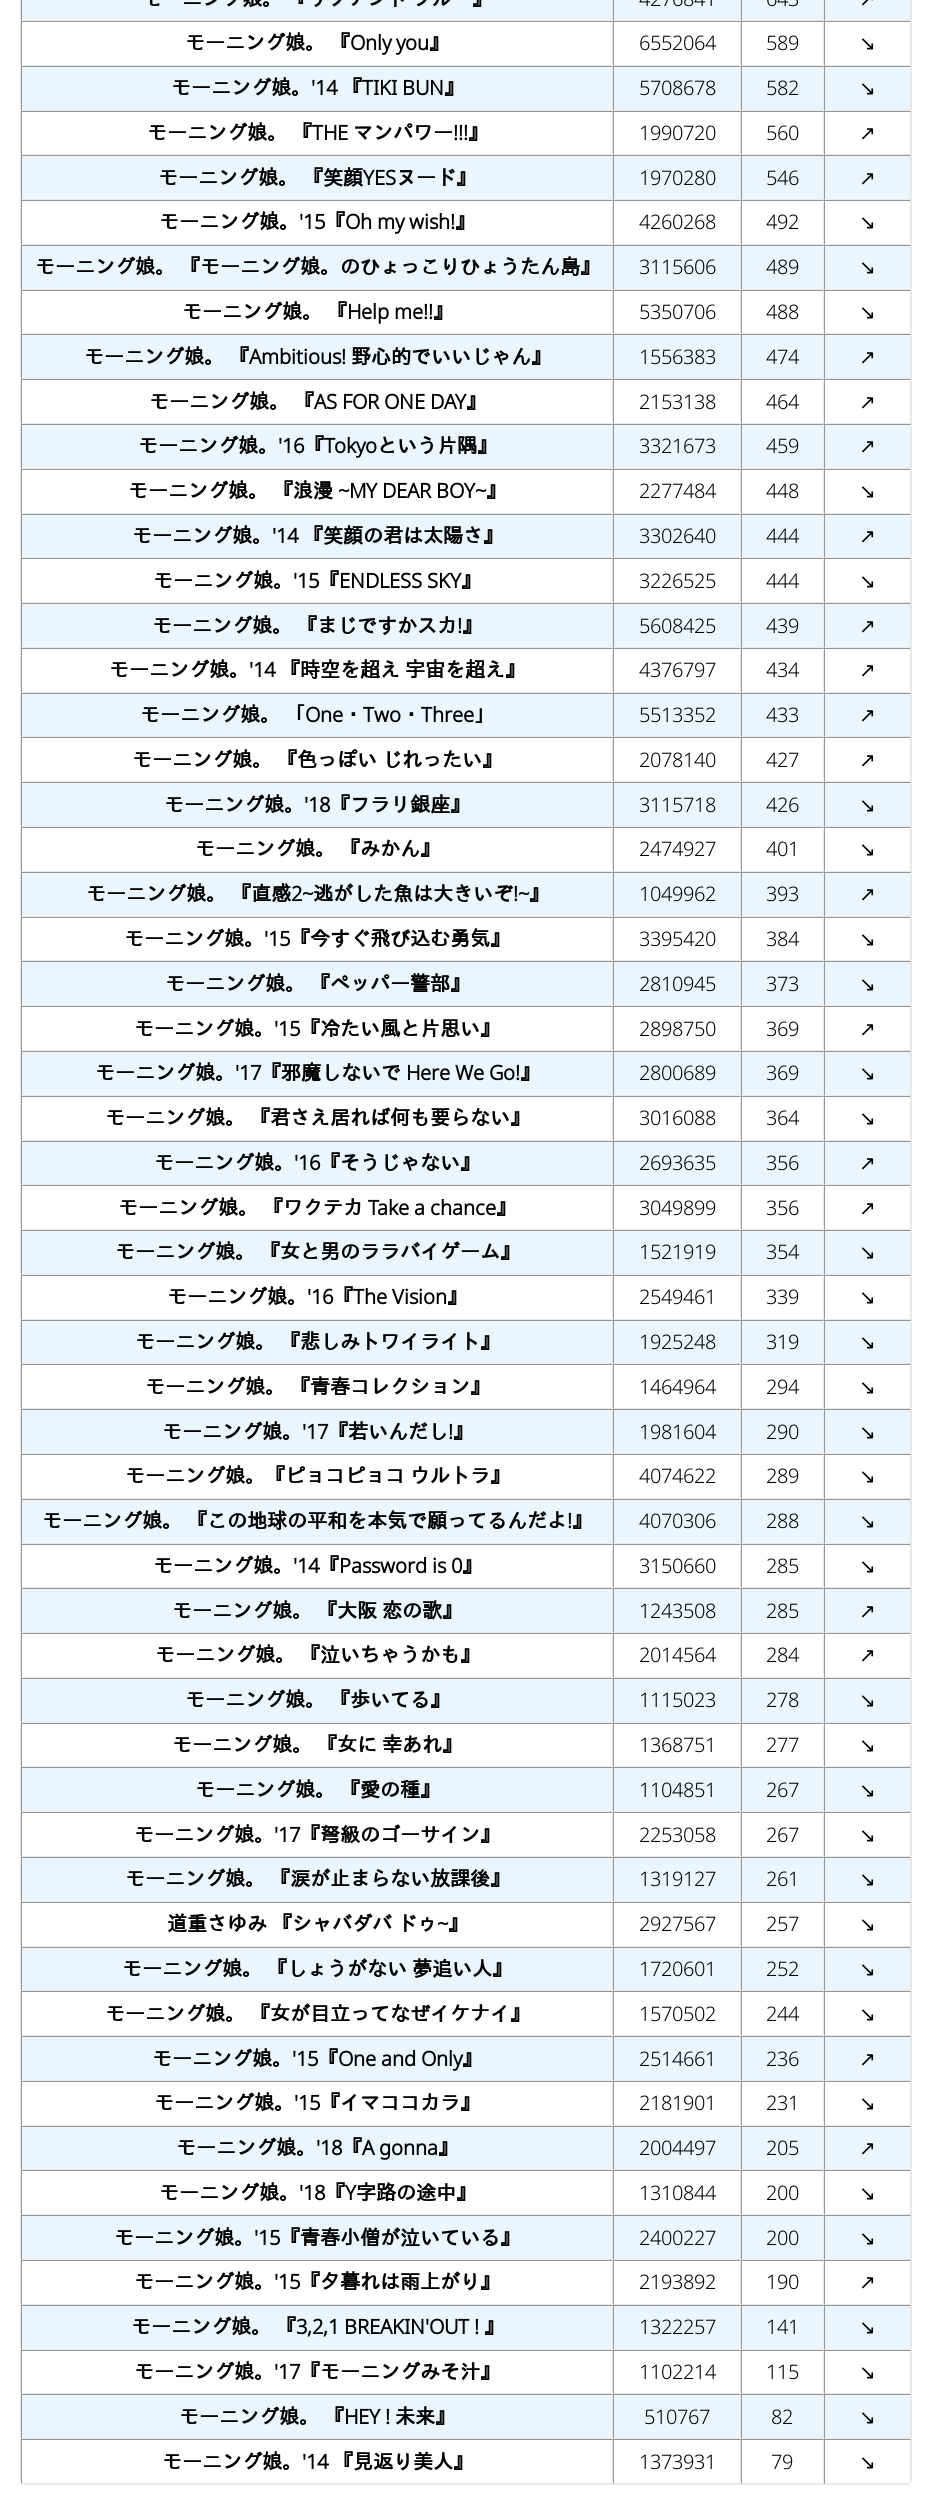 モーニング娘。 『Only you』 6552064 589 ↘
モーニング娘。'14 『TIKI BUN』 5708678 582 ↘
モーニング娘。 『THE マンパワー!!!』 1990720 560 ↗
モーニング娘。 『笑顔YESヌード』 1970280 546 ↗
モーニング娘。'15『Oh my wish!』 4260268 492 ↘
モーニング娘。 『モーニング娘。のひょっこりひょうたん島』 3115606 489 ↘
モーニング娘。 『Help me!!』 5350706 488 ↘
モーニング娘。 『Ambitious! 野心的でいいじゃん』 1556383 474 ↗
モーニング娘。 『AS FOR ONE DAY』 2153138 464 ↗
モーニング娘。'16『Tokyoという片隅』 3321673 459 ↗
モーニング娘。 『浪漫 ~MY DEAR BOY~』 2277484 448 ↘
モーニング娘。'14 『笑顔の君は太陽さ』 3302640 444 ↗
モーニング娘。'15『ENDLESS SKY』 3226525 444 ↘
モーニング娘。 『まじですかスカ!』 5608425 439 ↗
モーニング娘。'14 『時空を超え 宇宙を超え』 4376797 434 ↗
モーニング娘。 「One・Two・Three」 5513352 433 ↗
モーニング娘。 『色っぽい じれったい』 2078140 427 ↗
モーニング娘。'18『フラリ銀座』 3115718 426 ↘
モーニング娘。 『みかん』 2474927 401 ↘
モーニング娘。 『直感2~逃がした魚は大きいぞ!~』 1049962 393 ↗
モーニング娘。'15『今すぐ飛び込む勇気』 3395420 384 ↘
モーニング娘。 『ペッパー警部』 2810945 373 ↘
モーニング娘。'15『冷たい風と片思い』 2898750 369 ↗
モーニング娘。'17『邪魔しないで Here We Go!』 2800689 369 ↘
モーニング娘。 『君さえ居れば何も要らない』 3016088 364 ↘
モーニング娘。'16『そうじゃない』 2693635 356 ↗
モーニング娘。 『ワクテカ Take a chance』 3049899 356 ↗
モーニング娘。 『女と男のララバイゲーム』 1521919 354 ↘
モーニング娘。'16『The Vision』 2549461 339 ↘
モーニング娘。 『悲しみトワイライト』 1925248 319 ↘
モーニング娘。 『青春コレクション』 1464964 294 ↘
モーニング娘。'17『若いんだし!』 1981604 290 ↘
モーニング娘。『ピョコピョコ ウルトラ』 4074622 289 ↘
モーニング娘。 『この地球の平和を本気で願ってるんだよ!』 4070306 288 ↘
モーニング娘。'14『Password is 0』 3150660 285 ↘
モーニング娘。 『大阪 恋の歌』 1243508 285 ↗
モーニング娘。 『泣いちゃうかも』 2014564 284 ↗
モーニング娘。 『歩いてる』 1115023 278 ↘
モーニング娘。 『女に 幸あれ』 1368751 277 ↘
モーニング娘。 『愛の種』 1104851 267 ↘
モーニング娘。'17『弩級のゴーサイン』 2253058 267 ↘
モーニング娘。 『涙が止まらない放課後』 1319127 261 ↘
道重さゆみ 『シャバダバ ドゥ~』 2927567 257 ↘
モーニング娘。 『しょうがない 夢追い人』 1720601 252 ↘
モーニング娘。 『女が目立ってなぜイケナイ』 1570502 244 ↘
モーニング娘。'15『One and Only』 2514661 236 ↗
モーニング娘。'15『イマココカラ』 2181901 231 ↘
モーニング娘。'18『A gonna』 2004497 205 ↗
モーニング娘。'18『Y字路の途中』 1310844 200 ↘
モーニング娘。'15『青春小僧が泣いている』 2400227 200 ↘
モーニング娘。'15『夕暮れは雨上がり』 2193892 190 ↗
モーニング娘。 『3,2,1 BREAKIN'OUT ! 』 1322257 141 ↘
モーニング娘。'17『モーニングみそ汁』 1102214 115 ↘
モーニング娘。 『HEY ! 未来』 510767 82 ↘
モーニング娘。'14 『見返り美人』 1373931 79 ↘